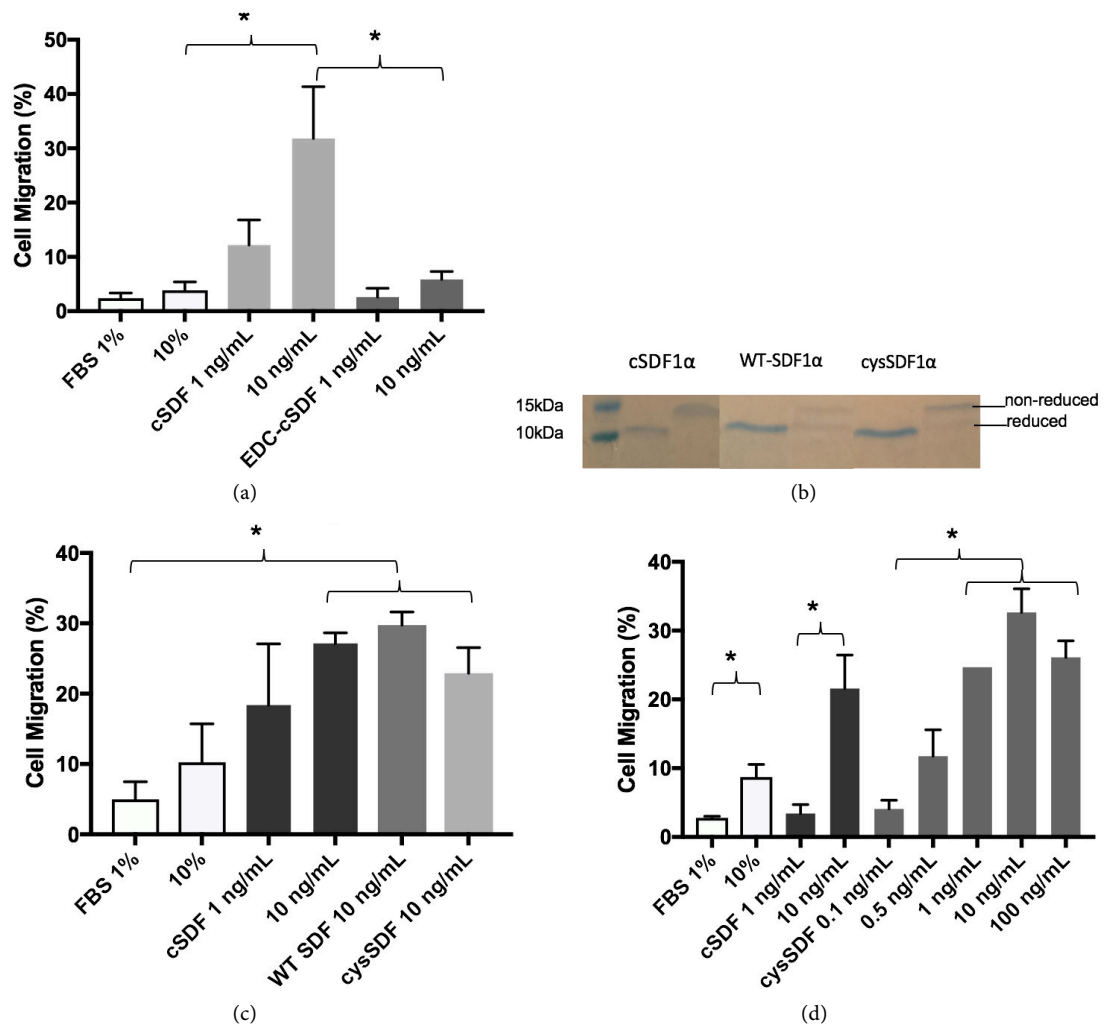 *
*
50
40
30
20
10
0
Cell Migration (%)
FBS 1%
10%
cSDF 1 ng/mL
10 ng/mL
EDC-cSDF 1 ng/mL
10 ng/mL
(a)
cSDF1α WT-SDF1α cysSDF1α
15kDa
10kDa
non-reduced
reduced
(b)
*
40
30
20
10
0
Cell Migration (%)
FBS 1%
10%
cSDF 1 ng/mL
10 ng/mL
WT SDF 10 ng/mL
cysSDF 10 ng/mL
(c)
*
*
*
40
30
20
10
0
Cell Migration (%)
FBS 1%
10%
cSDF 1 ng/mL
10 ng/mL
cysSDF 0.1 ng/mL
0.5 ng/mL
1 ng/mL
10 ng/mL
100 ng/mL
(d)